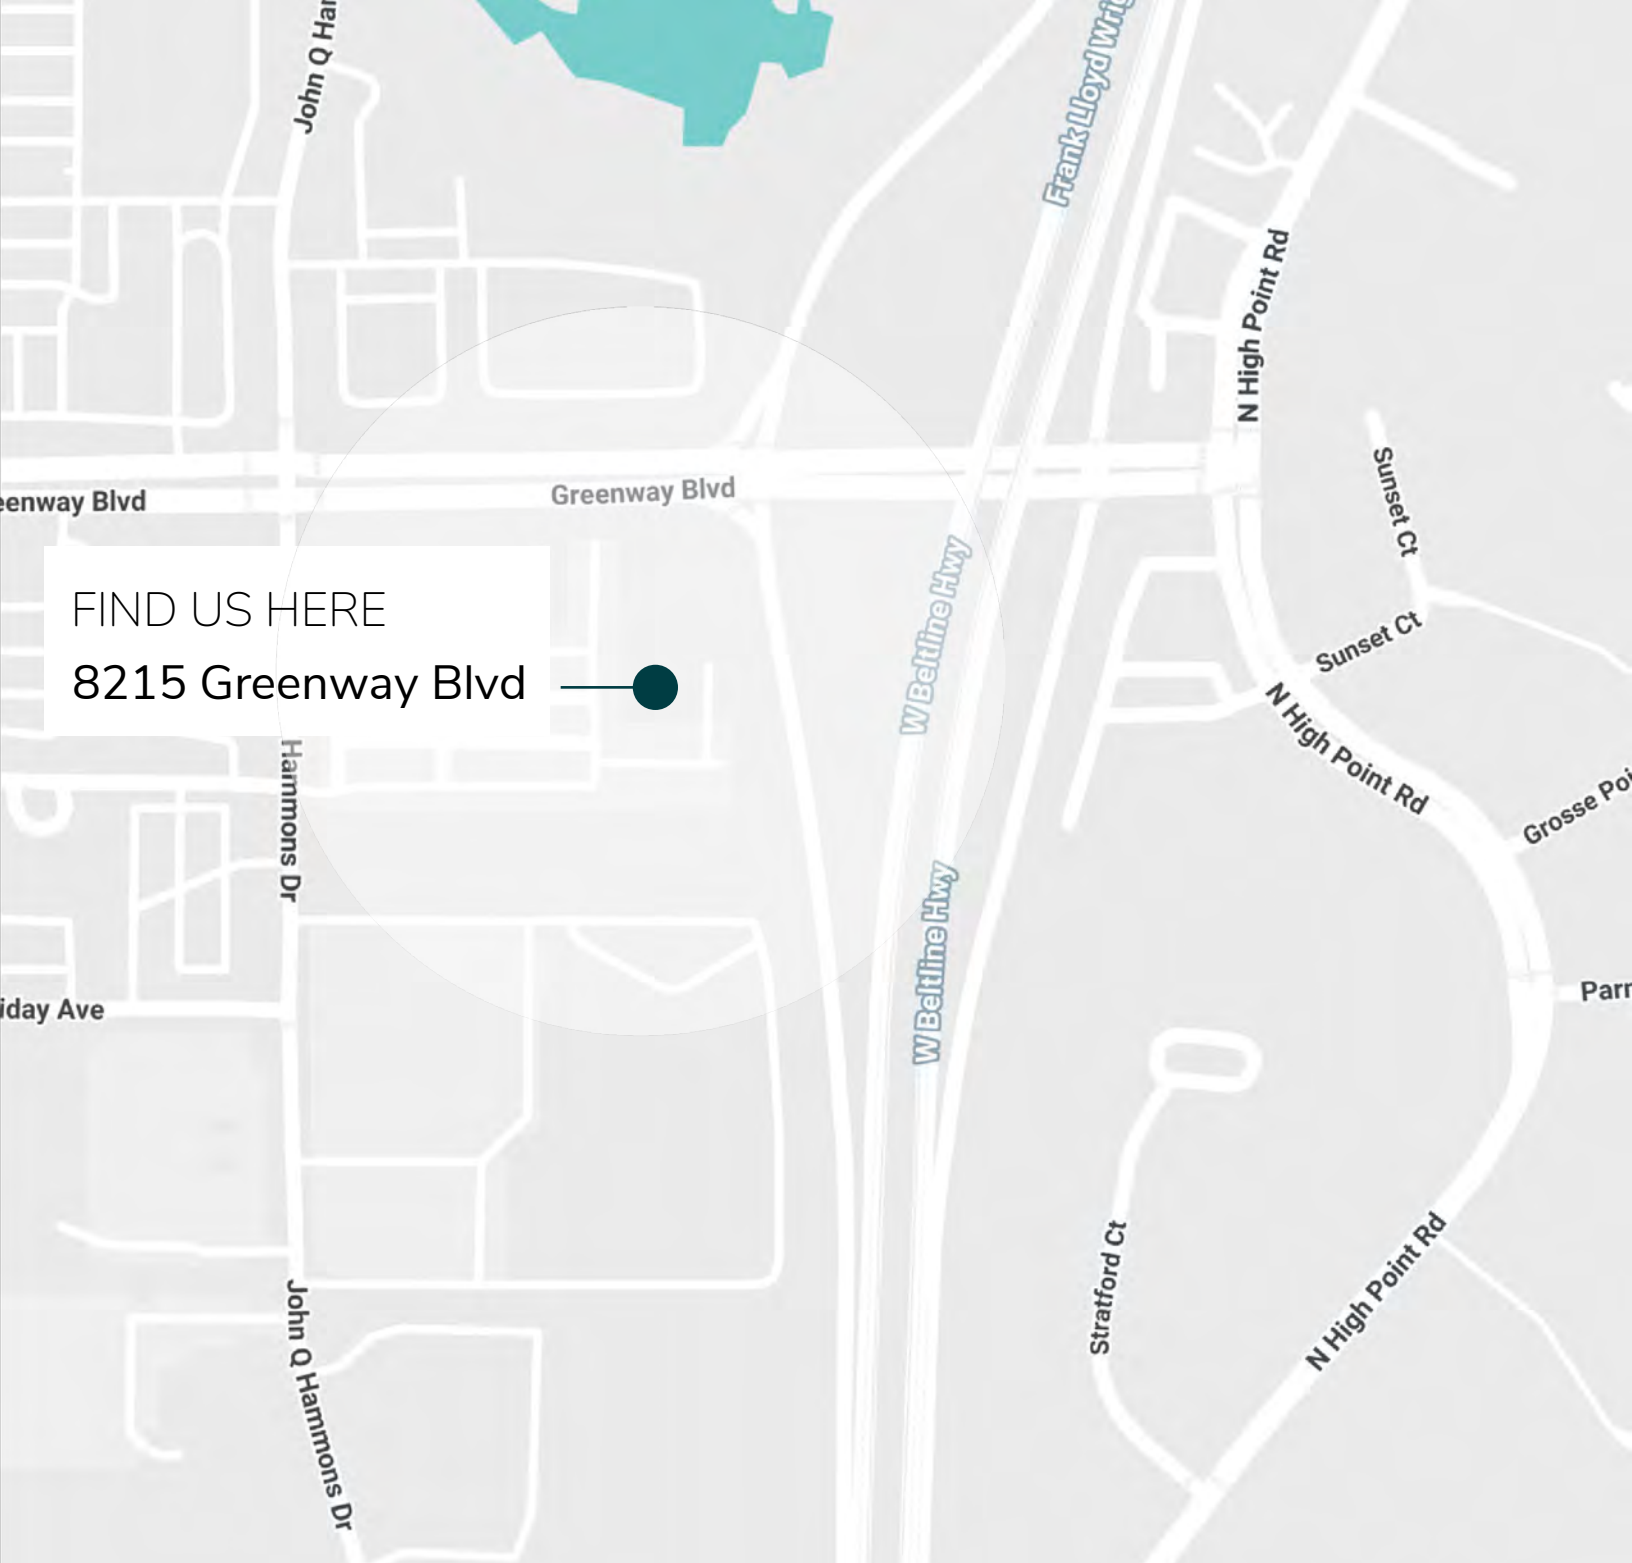 John Q Har
Frank Lloyd Wrig
N High Point Rd
Sunset Ct
Greenway Blvd
eenway Blvd
W Beltline Hwy
FIND US HERE
8215 Greenway Blvd
Sunset Ct
N High Point Rd
Hammons Dr
Grosse Poi
W Beltline Hwy
Parm
iday Ave
Stratford Ct
N High Point Rd
John Q Hammons Dr